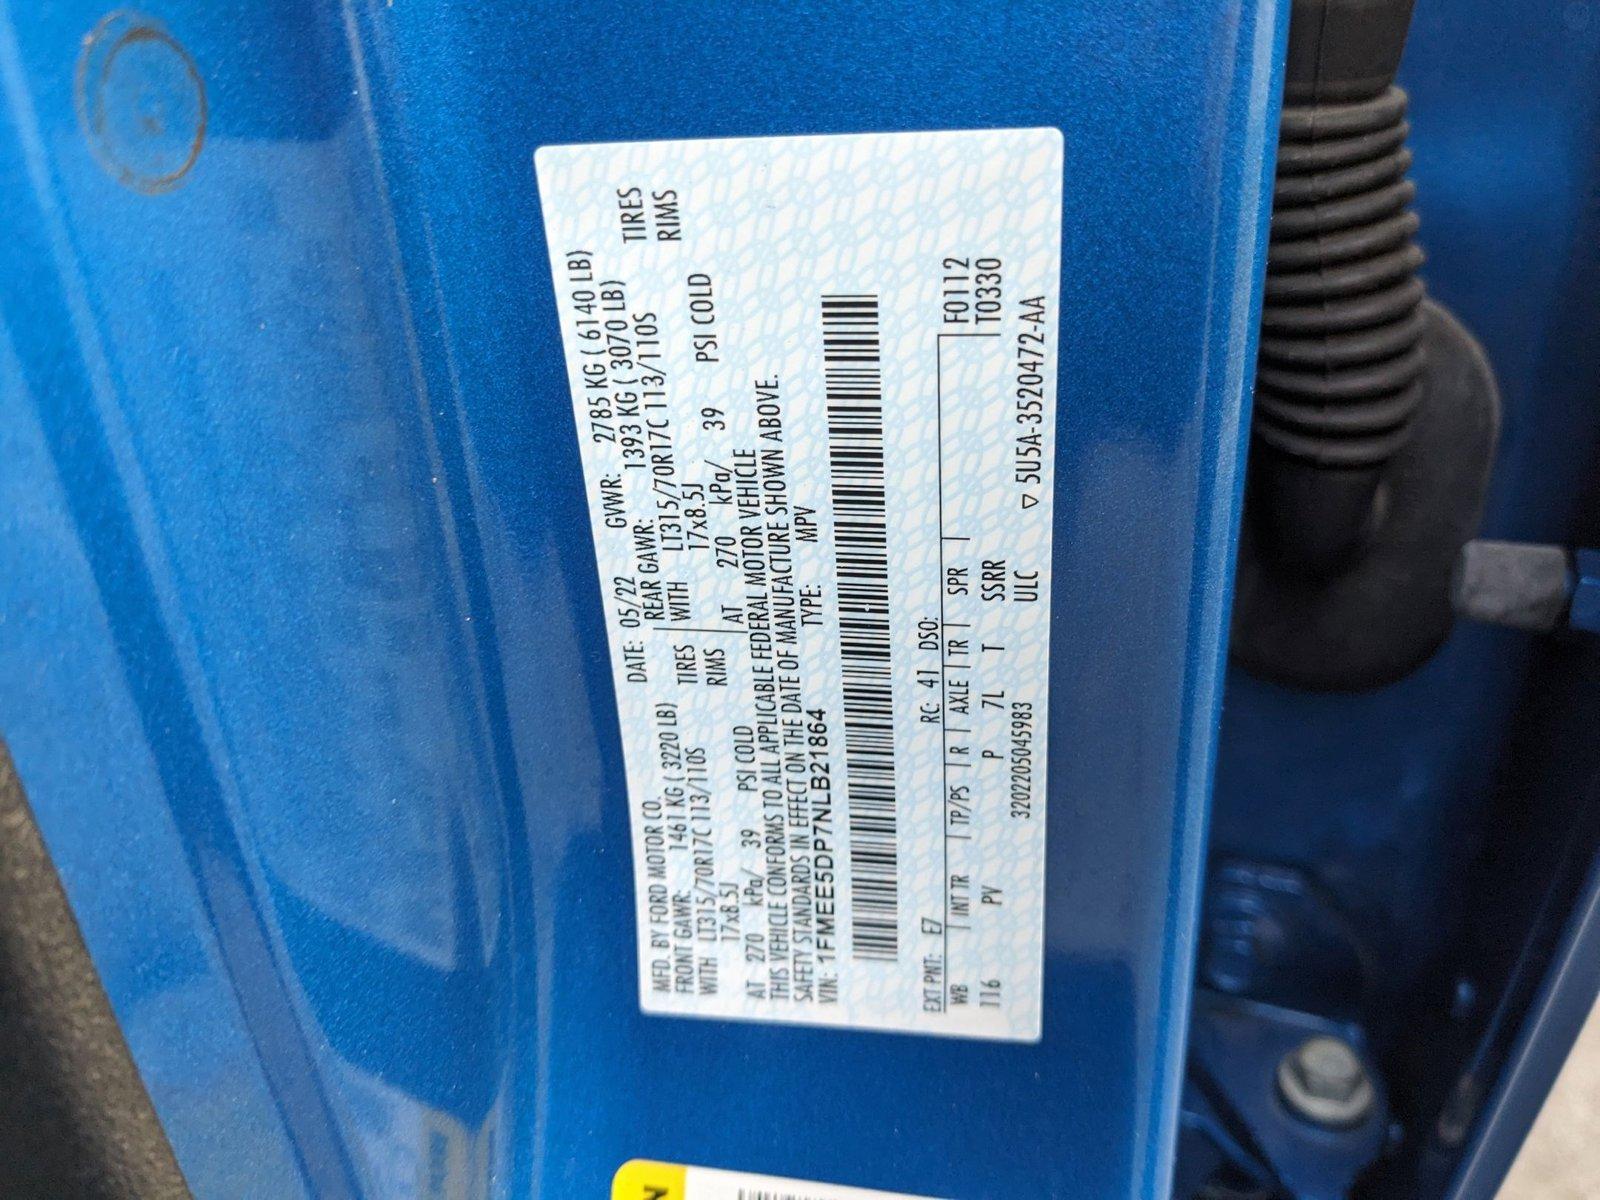 MFD. BY FORD MOTOR CO.
DATE: 05/22 GVWR: 2785 KG ( 6140 LB)
FRONT GAWR: 1461 KG ( 3220 LB)
REAR GAWR: 1393 KG ( 3070 LB)
WITH LT315/70R17C 113/110S TIRES
WITH LT315/70R17C 113/110S TIRES
17x8.5J RIMS
17x8.5J RIMS
AT 270 kPa/ 39 PSI COLD
AT 270 kPa/ 39 PSI COLD
THIS VEHICLE CONFORMS TO ALL APPLICABLE FEDERAL MOTOR VEHICLE
SAFETY STANDARDS IN EFFECT ON THE DATE OF MANUFACTURE SHOWN ABOVE.
VIN: 1FMEE5DP7NLB21864 TYPE: MPV
EXT PNT: E7 RC: 41 DSO:
WB | INT TR | TP/PS | R | AXLE | TR | SPR | F0112
116 PV P 7L T SSRR T0330
3202205045983 ULC ▽ 5U5A-3520472-AA
N